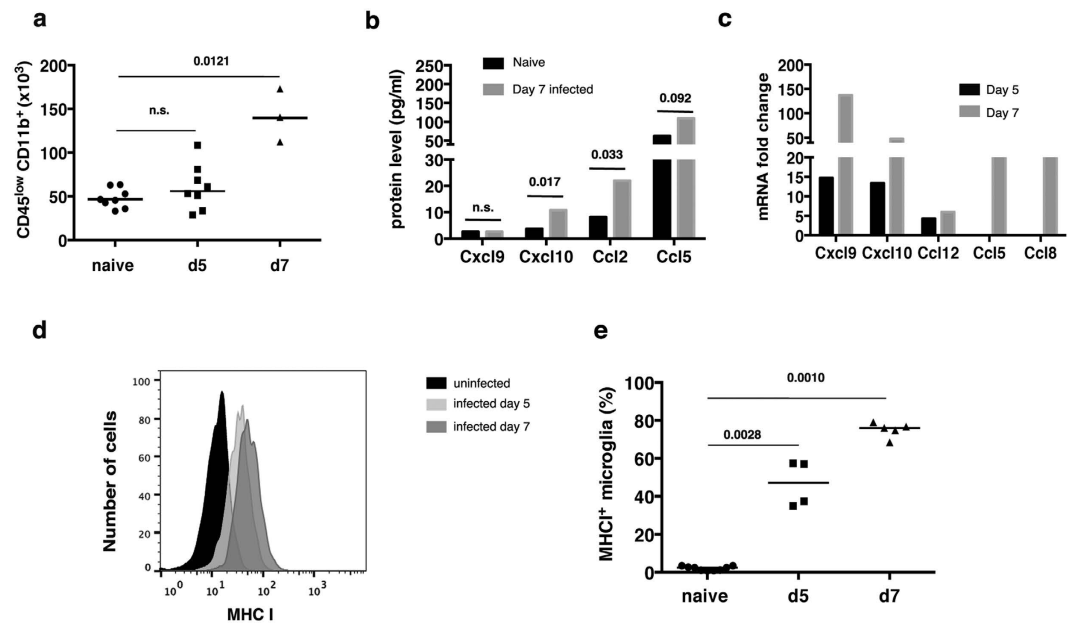 a
CD45low CD11b+ (x10³)
200
150
100
50
0
0.0121
n.s.
naive
d5
d7
b
protein level (pg/ml)
250
200
150
100
50
30
20
10
0
Naive
Day 7 infected
n.s.
0.017
0.033
0.092
Cxcl9
Cxcl10
Ccl2
Ccl5
c
mRNA fold change
200
150
100
50
20
15
10
5
0
Day 5
Day 7
Cxcl9
Cxcl10
Ccl12
Ccl5
Ccl8
d
Number of cells
100
80
60
40
20
0
10⁰
10¹
10²
10³
MHC I
uninfected
infected day 5
infected day 7
e
MHCI+ microglia (%)
100
80
60
40
20
0
0.0010
0.0028
naive
d5
d7